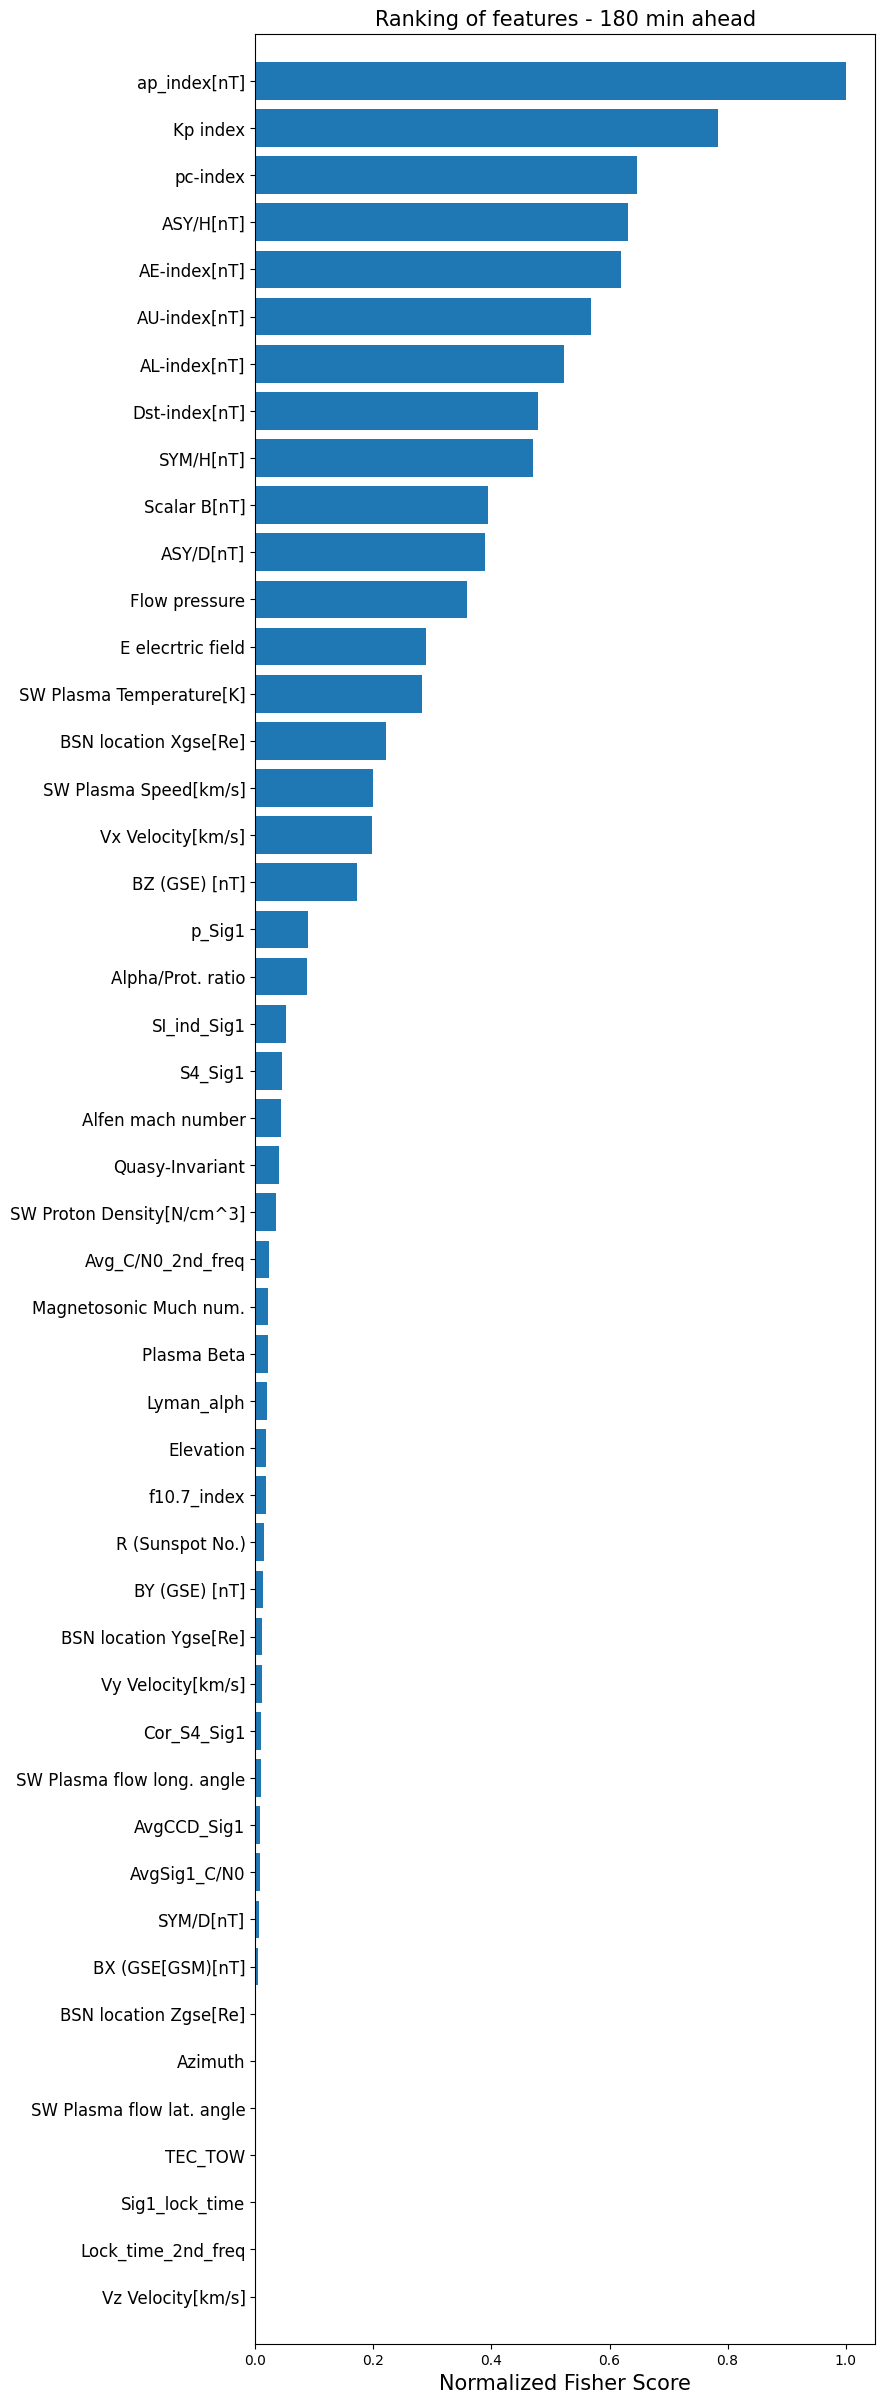 Ranking of features - 180 min ahead
ap_index[nT]
Kp index
pc-index
ASY/H[nT]
AE-index[nT]
AU-index[nT]
AL-index[nT]
Dst-index[nT]
SYM/H[nT]
Scalar B[nT]
ASY/D[nT]
Flow pressure
E elecrtric field
SW Plasma Temperature[K]
BSN location Xgse[Re]
SW Plasma Speed[km/s]
Vx Velocity[km/s]
BZ (GSE) [nT]
p_Sig1
Alpha/Prot. ratio
SI_ind_Sig1
S4_Sig1
Alfen mach number
Quasy-Invariant
SW Proton Density[N/cm^3]
Avg_C/N0_2nd_freq
Magnetosonic Much num.
Plasma Beta
Lyman_alph
Elevation
f10.7_index
R (Sunspot No.)
BY (GSE) [nT]
BSN location Ygse[Re]
Vy Velocity[km/s]
Cor_S4_Sig1
SW Plasma flow long. angle
AvgCCD_Sig1
AvgSig1_C/N0
SYM/D[nT]
BX (GSE[GSM)[nT]
BSN location Zgse[Re]
Azimuth
SW Plasma flow lat. angle
TEC_TOW
Sig1_lock_time
Lock_time_2nd_freq
Vz Velocity[km/s]
0.0 0.2 0.4 0.6 0.8 1.0
Normalized Fisher Score